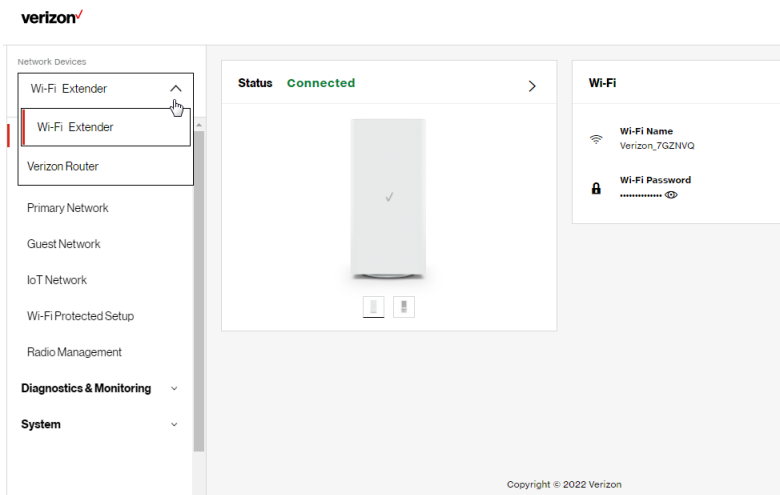 verizon✓
Network Devices
Wi-Fi Extender
Wi-Fi Extender
Verizon Router
Primary Network
Guest Network
IoT Network
Wi-Fi Protected Setup
Radio Management
Diagnostics & Monitoring
System
Status Connected
Wi-Fi
Wi-Fi Name
Verizon_7GZNVQ
Wi-Fi Password
••••••••••••••
Copyright © 2022 Verizon